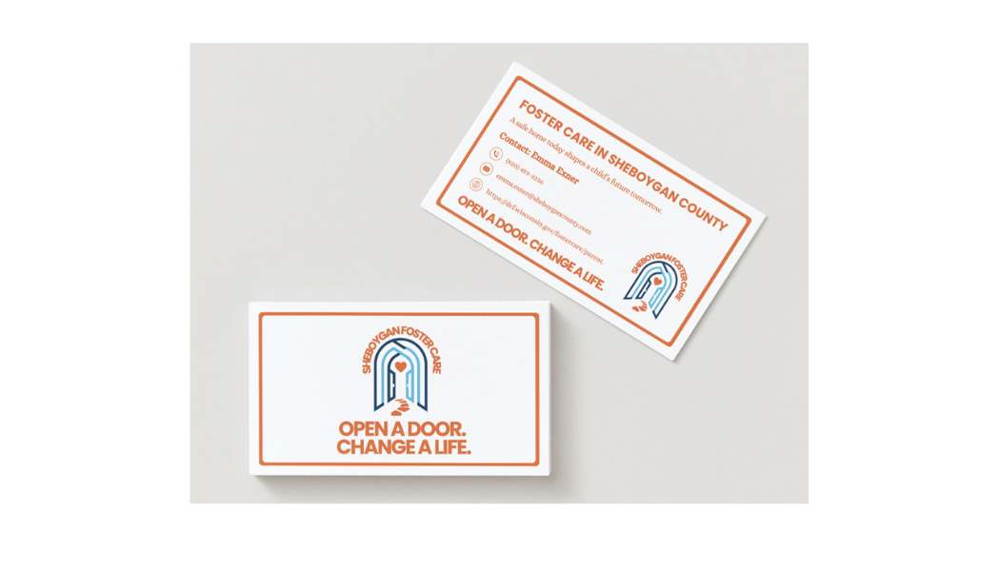 FOSTER CARE IN SHEBOYGAN COUNTY
A safe home today shapes a child's future tomorrow.
Contact: Emma Exner
emma.exner@sheboygancounty.com
https://dcf.wisconsin.gov/fostercare/parent.
OPEN A DOOR. CHANGE A LIFE.
SHEBOYGAN FOSTER CARE
SHEBOYGAN FOSTER CARE
OPEN A DOOR.
CHANGE A LIFE.